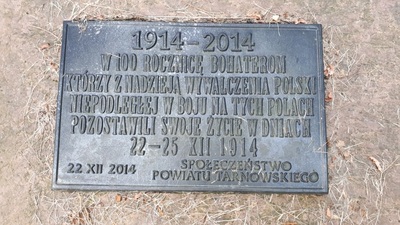 1914-2014
W 100 ROCZNICĘ BOHATEROM
KTÓRZY Z NADZIEJĄ WYWALCZENIA POLSKI
NIEPODLEGŁEJ W BOJU NA TYCH POLACH
POZOSTAWILI SWOJE ŻYCIE W DNIACH
22-25 XII 1914
22 XII 2014 SPOŁECZEŃSTWO
POWIATU TARNOWSKIEGO